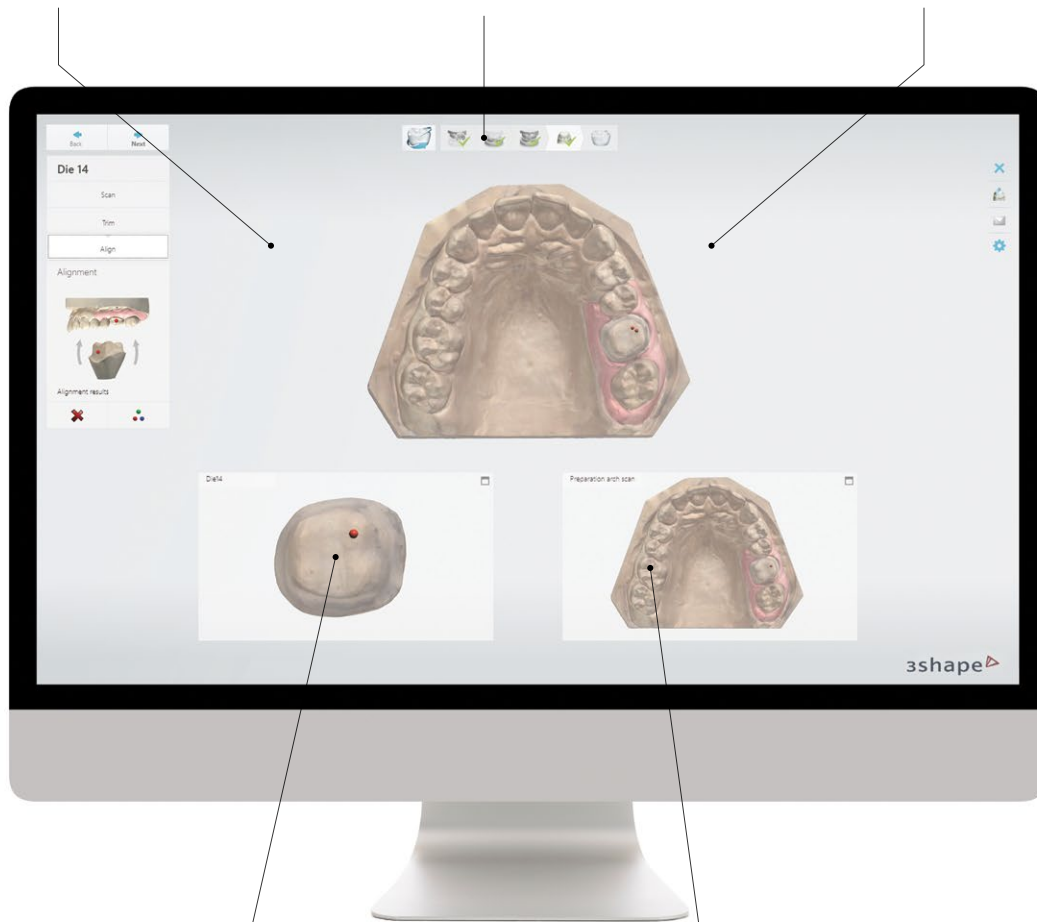 Back
Next
Die 14
Scan
Trim
Align
Alignment
Alignment results
Die14
Preparation arch scan
3shape